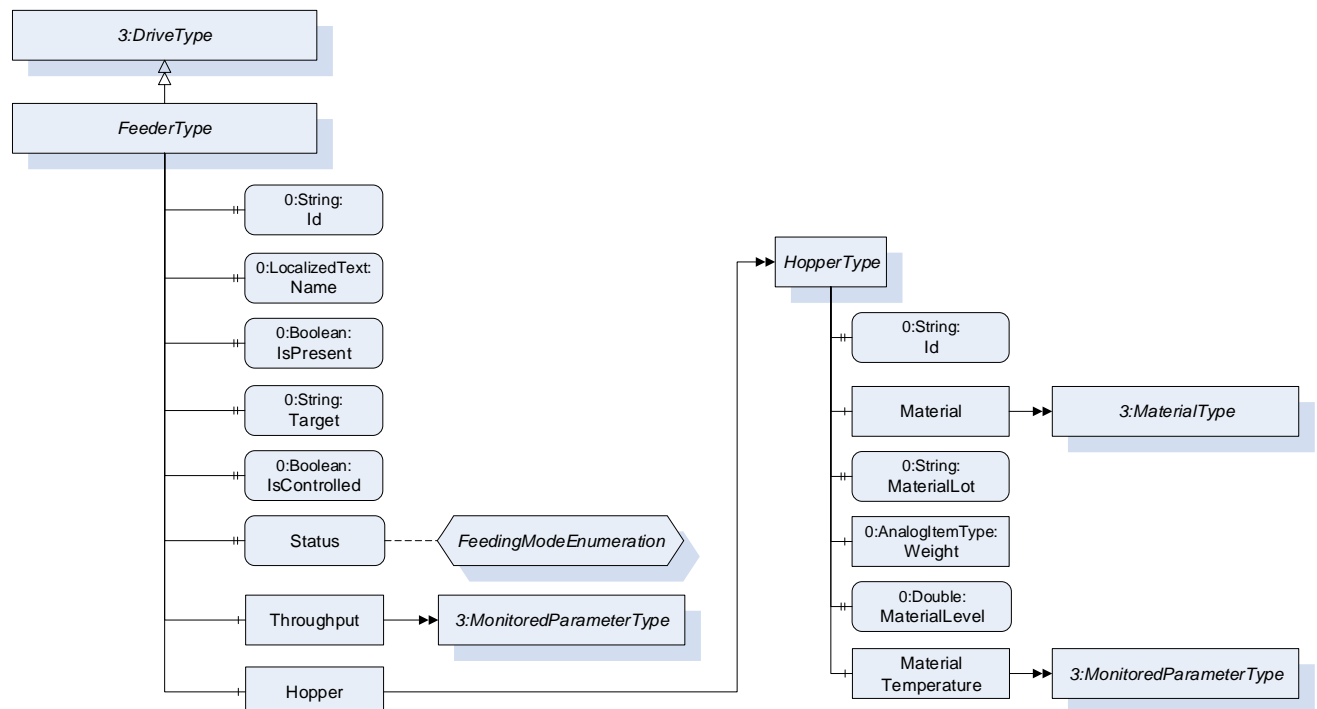 3:DriveType
FeederType
0:String:
Id
0:LocalizedText:
Name
0:Boolean:
IsPresent
0:String:
Target
0:Boolean:
IsControlled
Status
FeedingModeEnumeration
Throughput
3:MonitoredParameterType
Hopper
HopperType
0:String:
Id
Material
3:MaterialType
0:String:
MaterialLot
0:AnalogItemType:
Weight
0:Double:
MaterialLevel
Material
Temperature
3:MonitoredParameterType